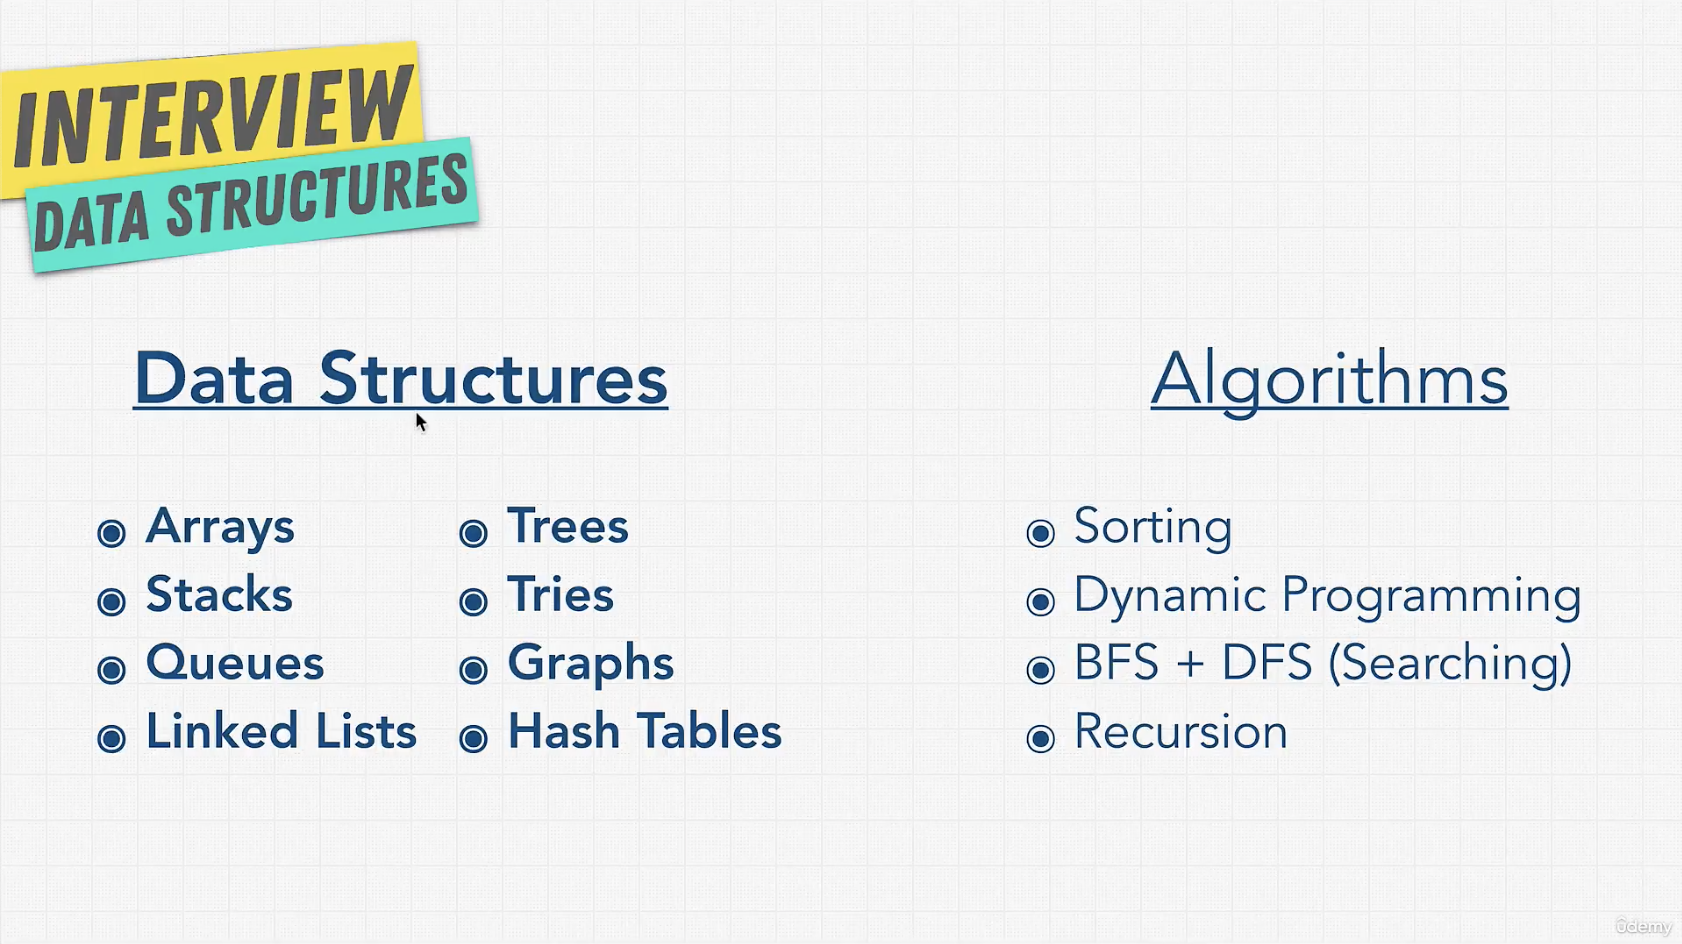 INTERVIEW
DATA STRUCTURES
Data Structures
Arrays
Stacks
Queues
Linked Lists
Trees
Tries
Graphs
Hash Tables
Algorithms
Sorting
Dynamic Programming
BFS + DFS (Searching)
Recursion
ûdemy